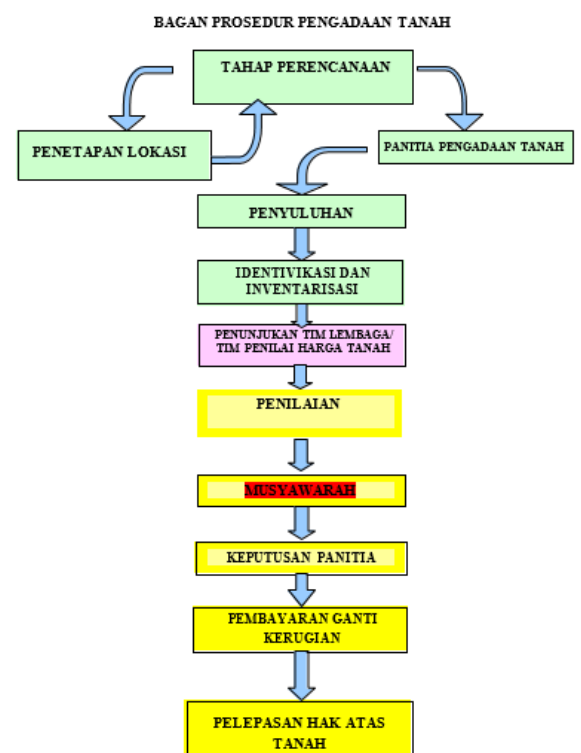 BAGAN PROSEDUR PENGADAAN TANAH
TAHAP PERENCANAAN
PENETAPAN LOKASI
PANITIA PENGADAAN TANAH
PENYULUHAN
IDENTIVIKASI DAN
INVENTARISASI
PENUNJUKAN TIM LEMBAGA/
TIM PENILAI HARGA TANAH
PENILAIAN
MUSYAWARAH
KEPUTUSAN PANITIA
PEMBAYARAN GANTI
KERUGIAN
PELEPASAN HAK ATAS
TANAH